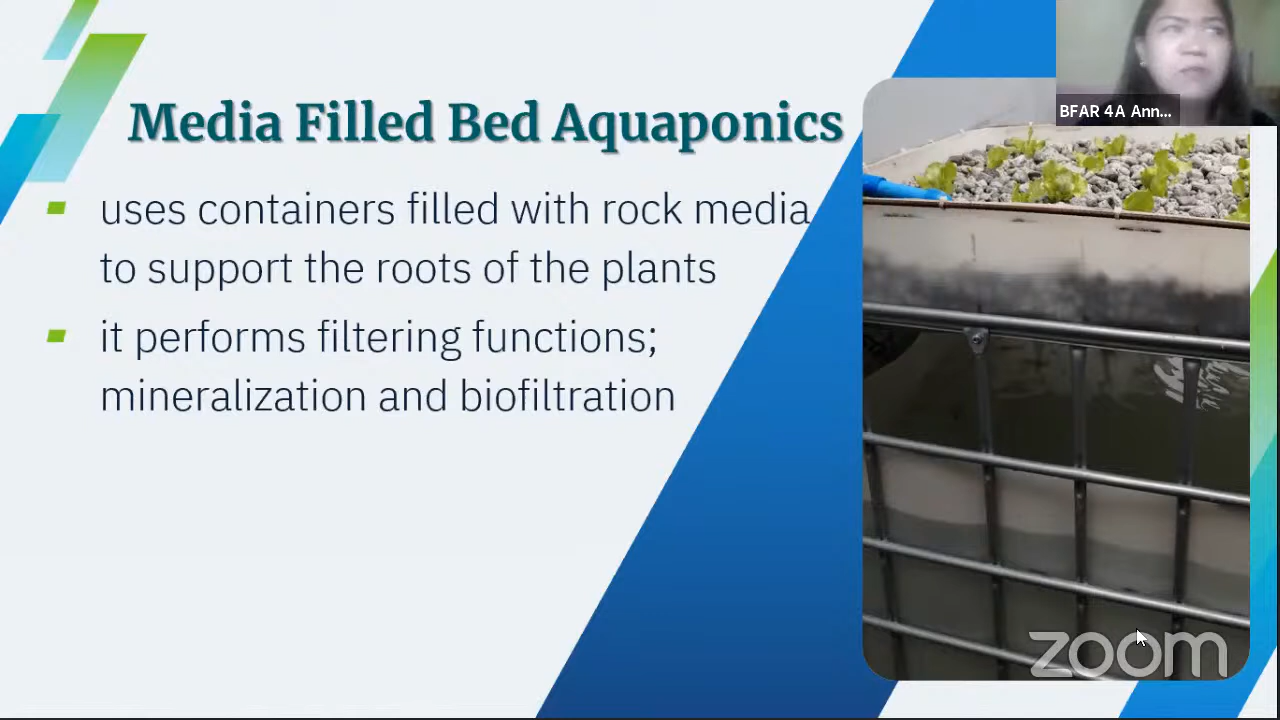 BFAR 4A Ann...
Media Filled Bed Aquaponics
uses containers filled with rock media
to support the roots of the plants
it performs filtering functions;
mineralization and biofiltration
zoom